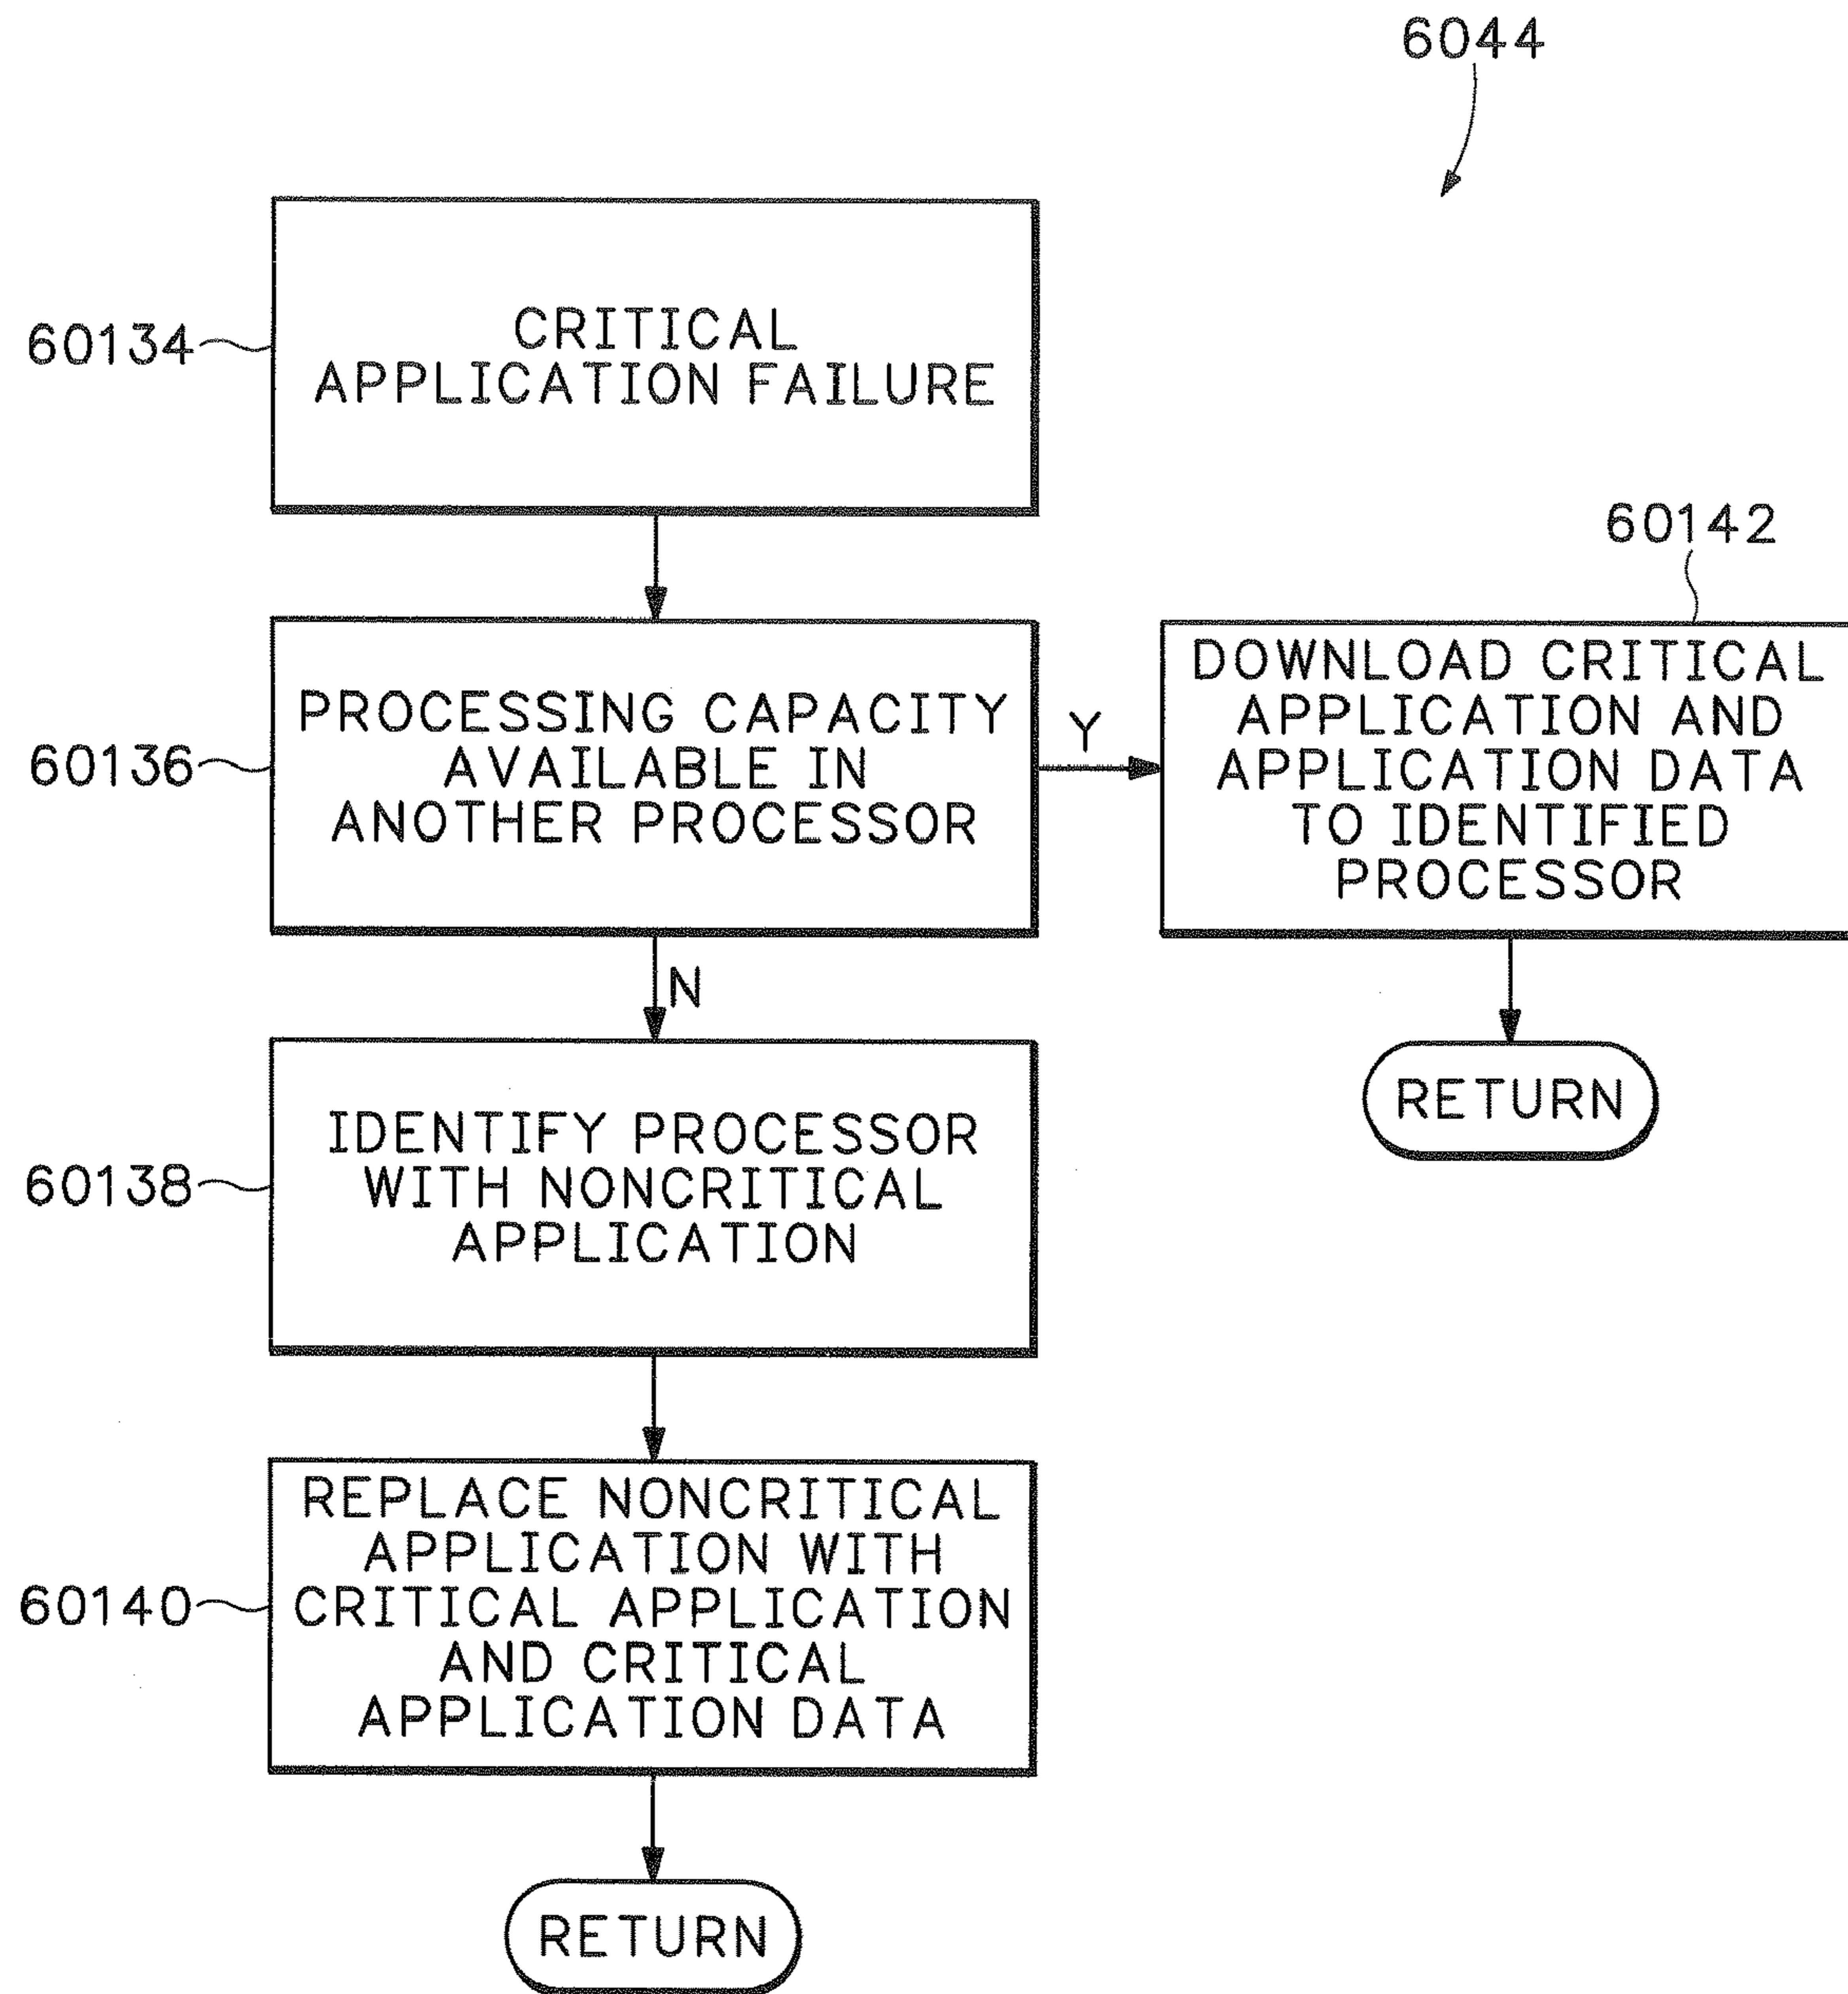 6044
60134
CRITICAL
APPLICATION FAILURE
60136
PROCESSING CAPACITY
AVAILABLE IN
ANOTHER PROCESSOR
Y
60142
DOWNLOAD CRITICAL
APPLICATION AND
APPLICATION DATA
TO IDENTIFIED
PROCESSOR
RETURN
N
60138
IDENTIFY PROCESSOR
WITH NONCRITICAL
APPLICATION
60140
REPLACE NONCRITICAL
APPLICATION WITH
CRITICAL APPLICATION
AND CRITICAL
APPLICATION DATA
RETURN